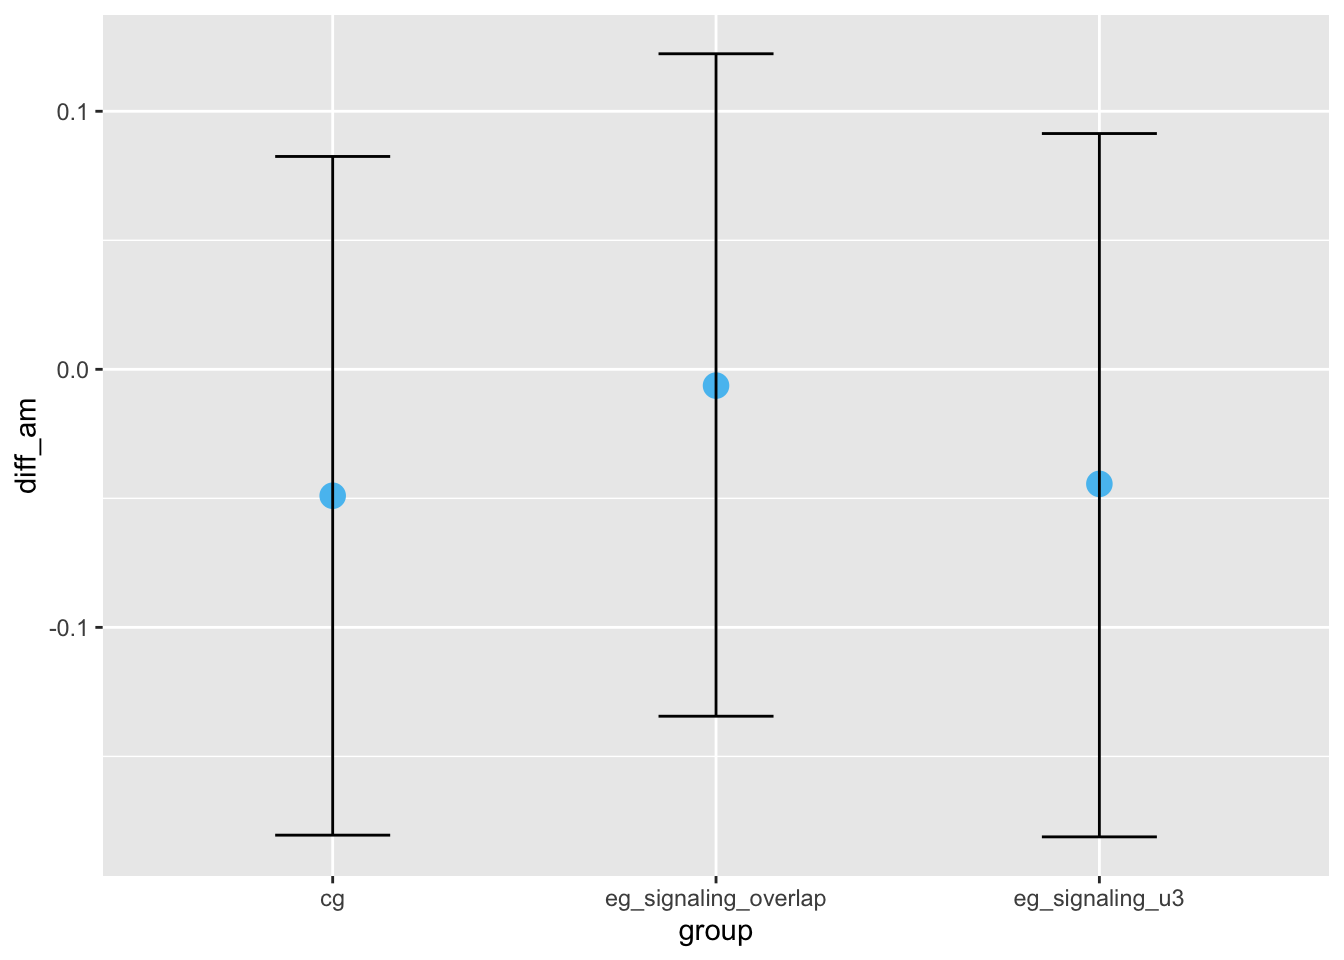 diff_am
0.1
0.0
-0.1
cg
eg_signaling_overlap
eg_signaling_u3
group